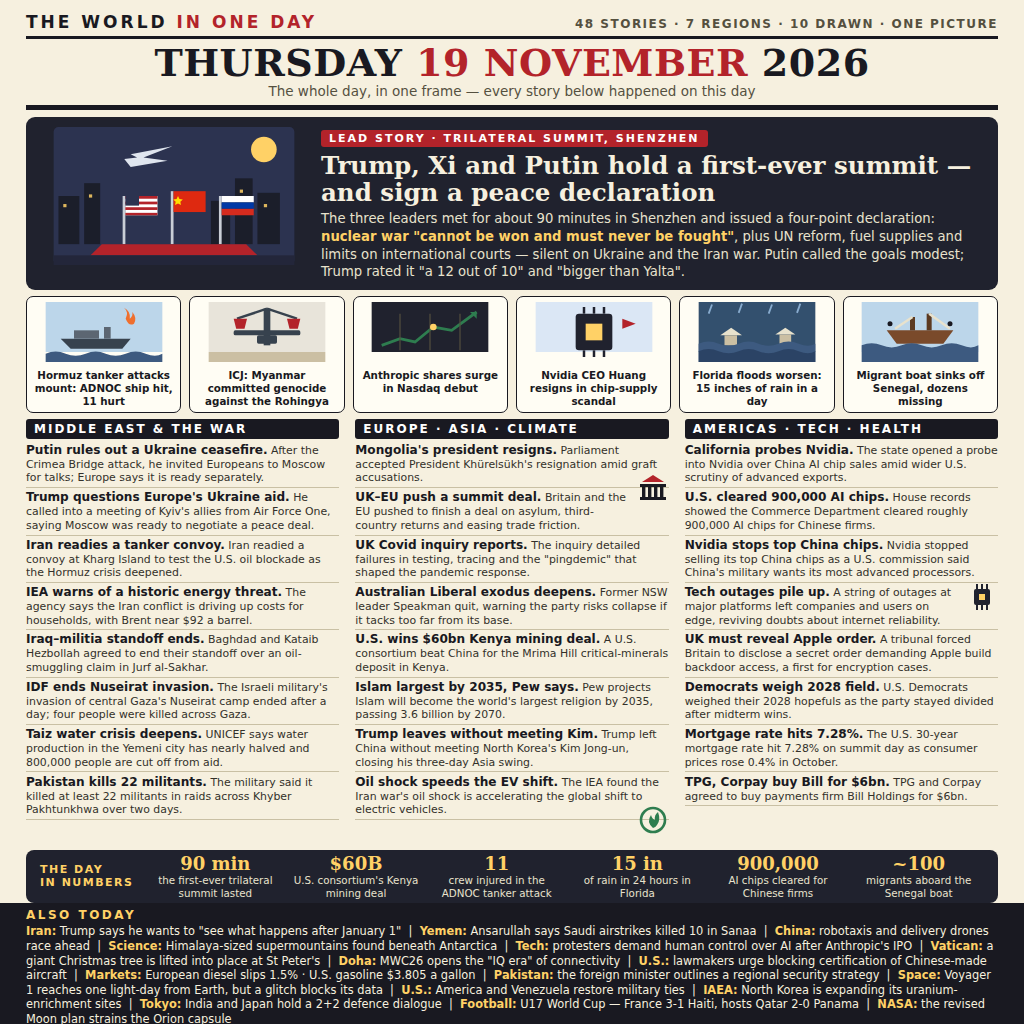 THE WORLD IN ONE DAY
48 STORIES · 7 REGIONS · 10 DRAWN · ONE PICTURE
THURSDAY 19 NOVEMBER 2026
The whole day, in one frame — every story below happened on this day
LEAD STORY · TRILATERAL SUMMIT, SHENZHEN
Trump, Xi and Putin hold a first-ever summit —
and sign a peace declaration
The three leaders met for about 90 minutes in Shenzhen and issued a four-point declaration:
nuclear war "cannot be won and must never be fought", plus UN reform, fuel supplies and
limits on international courts — silent on Ukraine and the Iran war. Putin called the goals modest;
Trump rated it "a 12 out of 10" and "bigger than Yalta".
Hormuz tanker attacks
mount: ADNOC ship hit,
11 hurt
ICJ: Myanmar
committed genocide
against the Rohingya
Anthropic shares surge
in Nasdaq debut
Nvidia CEO Huang
resigns in chip-supply
scandal
Florida floods worsen:
15 inches of rain in a
day
Migrant boat sinks off
Senegal, dozens
missing
MIDDLE EAST & THE WAR
Putin rules out a Ukraine ceasefire. After the
Crimea Bridge attack, he invited Europeans to Moscow
for talks; Europe says it is ready separately.
Trump questions Europe's Ukraine aid. He
called into a meeting of Kyiv's allies from Air Force One,
saying Moscow was ready to negotiate a peace deal.
Iran readies a tanker convoy. Iran readied a
convoy at Kharg Island to test the U.S. oil blockade as
the Hormuz crisis deepened.
IEA warns of a historic energy threat. The
agency says the Iran conflict is driving up costs for
households, with Brent near $92 a barrel.
Iraq–militia standoff ends. Baghdad and Kataib
Hezbollah agreed to end their standoff over an oil-
smuggling claim in Jurf al-Sakhar.
IDF ends Nuseirat invasion. The Israeli military's
invasion of central Gaza's Nuseirat camp ended after a
day; four people were killed across Gaza.
Taiz water crisis deepens. UNICEF says water
production in the Yemeni city has nearly halved and
800,000 people are cut off from aid.
Pakistan kills 22 militants. The military said it
killed at least 22 militants in raids across Khyber
Pakhtunkhwa over two days.
EUROPE · ASIA · CLIMATE
Mongolia's president resigns. Parliament
accepted President Khürelsükh's resignation amid graft
accusations.
UK–EU push a summit deal. Britain and the
EU pushed to finish a deal on asylum, third-
country returns and easing trade friction.
UK Covid inquiry reports. The inquiry detailed
failures in testing, tracing and the "pingdemic" that
shaped the pandemic response.
Australian Liberal exodus deepens. Former NSW
leader Speakman quit, warning the party risks collapse if
it tacks too far from its base.
U.S. wins $60bn Kenya mining deal. A U.S.
consortium beat China for the Mrima Hill critical-minerals
deposit in Kenya.
Islam largest by 2035, Pew says. Pew projects
Islam will become the world's largest religion by 2035,
passing 3.6 billion by 2070.
Trump leaves without meeting Kim. Trump left
China without meeting North Korea's Kim Jong-un,
closing his three-day Asia swing.
Oil shock speeds the EV shift. The IEA found the
Iran war's oil shock is accelerating the global shift to
electric vehicles.
AMERICAS · TECH · HEALTH
California probes Nvidia. The state opened a probe
into Nvidia over China AI chip sales amid wider U.S.
scrutiny of advanced exports.
U.S. cleared 900,000 AI chips. House records
showed the Commerce Department cleared roughly
900,000 AI chips for Chinese firms.
Nvidia stops top China chips. Nvidia stopped
selling its top China chips as a U.S. commission said
China's military wants its most advanced processors.
Tech outages pile up. A string of outages at
major platforms left companies and users on
edge, reviving doubts about internet reliability.
UK must reveal Apple order. A tribunal forced
Britain to disclose a secret order demanding Apple build
backdoor access, a first for encryption cases.
Democrats weigh 2028 field. U.S. Democrats
weighed their 2028 hopefuls as the party stayed divided
after midterm wins.
Mortgage rate hits 7.28%. The U.S. 30-year
mortgage rate hit 7.28% on summit day as consumer
prices rose 0.4% in October.
TPG, Corpay buy Bill for $6bn. TPG and Corpay
agreed to buy payments firm Bill Holdings for $6bn.
THE DAY
IN NUMBERS
90 min
the first-ever trilateral
summit lasted
$60B
U.S. consortium's Kenya
mining deal
11
crew injured in the
ADNOC tanker attack
15 in
of rain in 24 hours in
Florida
900,000
AI chips cleared for
Chinese firms
~100
migrants aboard the
Senegal boat
ALSO TODAY
Iran: Trump says he wants to "see what happens after January 1" | Yemen: Ansarullah says Saudi airstrikes killed 10 in Sanaa | China: robotaxis and delivery drones
race ahead | Science: Himalaya-sized supermountains found beneath Antarctica | Tech: protesters demand human control over AI after Anthropic's IPO | Vatican: a
giant Christmas tree is lifted into place at St Peter's | Doha: MWC26 opens the "IQ era" of connectivity | U.S.: lawmakers urge blocking certification of Chinese-made
aircraft | Markets: European diesel slips 1.5% · U.S. gasoline $3.805 a gallon | Pakistan: the foreign minister outlines a regional security strategy | Space: Voyager
1 reaches one light-day from Earth, but a glitch blocks its data | U.S.: America and Venezuela restore military ties | IAEA: North Korea is expanding its uranium-
enrichment sites | Tokyo: India and Japan hold a 2+2 defence dialogue | Football: U17 World Cup — France 3-1 Haiti, hosts Qatar 2-0 Panama | NASA: the revised
Moon plan strains the Orion capsule